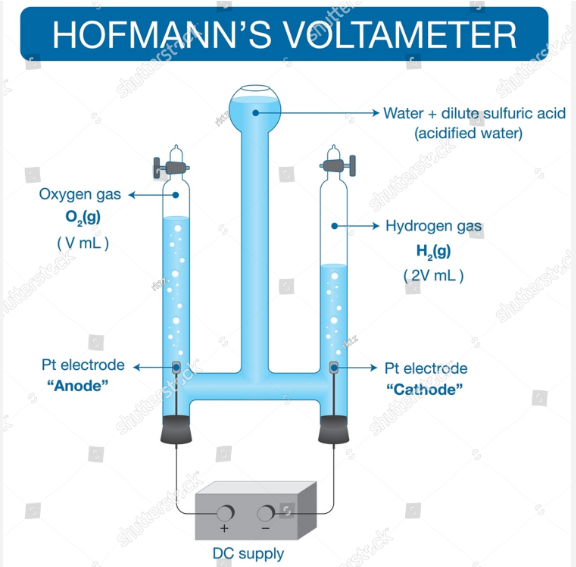 HOFMANN'S VOLTAMETER
Water + dilute sulfuric acid
(acidified water)
Oxygen gas
O₂(g)
( V mL )
Hydrogen gas
H₂(g)
( 2V mL )
Pt electrode
“Anode”
Pt electrode
“Cathode”
+
−
DC supply
shutterstock